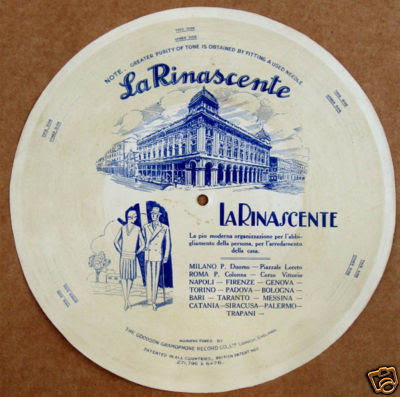 NOTE. GREATER PURITY OF TONE IS OBTAINED BY FITTING A USED NEEDLE
La Rinascente
LA RINASCENTE
La più moderna organizzazione per l'abbi-
gliamento della persona, per l'arredamento
della casa.
MILANO P. Duomo - Piazzale Loreto
ROMA P. Colonna - Corso Vittorio
NAPOLI - FIRENZE - GENOVA
TORINO - PADOVA - BOLOGNA -
BARI - TARANTO - MESSINA -
CATANIA - SIRACUSA - PALERMO -
TRAPANI -
MANUFACTURED BY
THE GOODSON GRAMOPHONE RECORD CO., LTD LONDON, ENGLAND.
PATENTED IN ALL COUNTRIES, BRITISH PATENT NOS
ebY